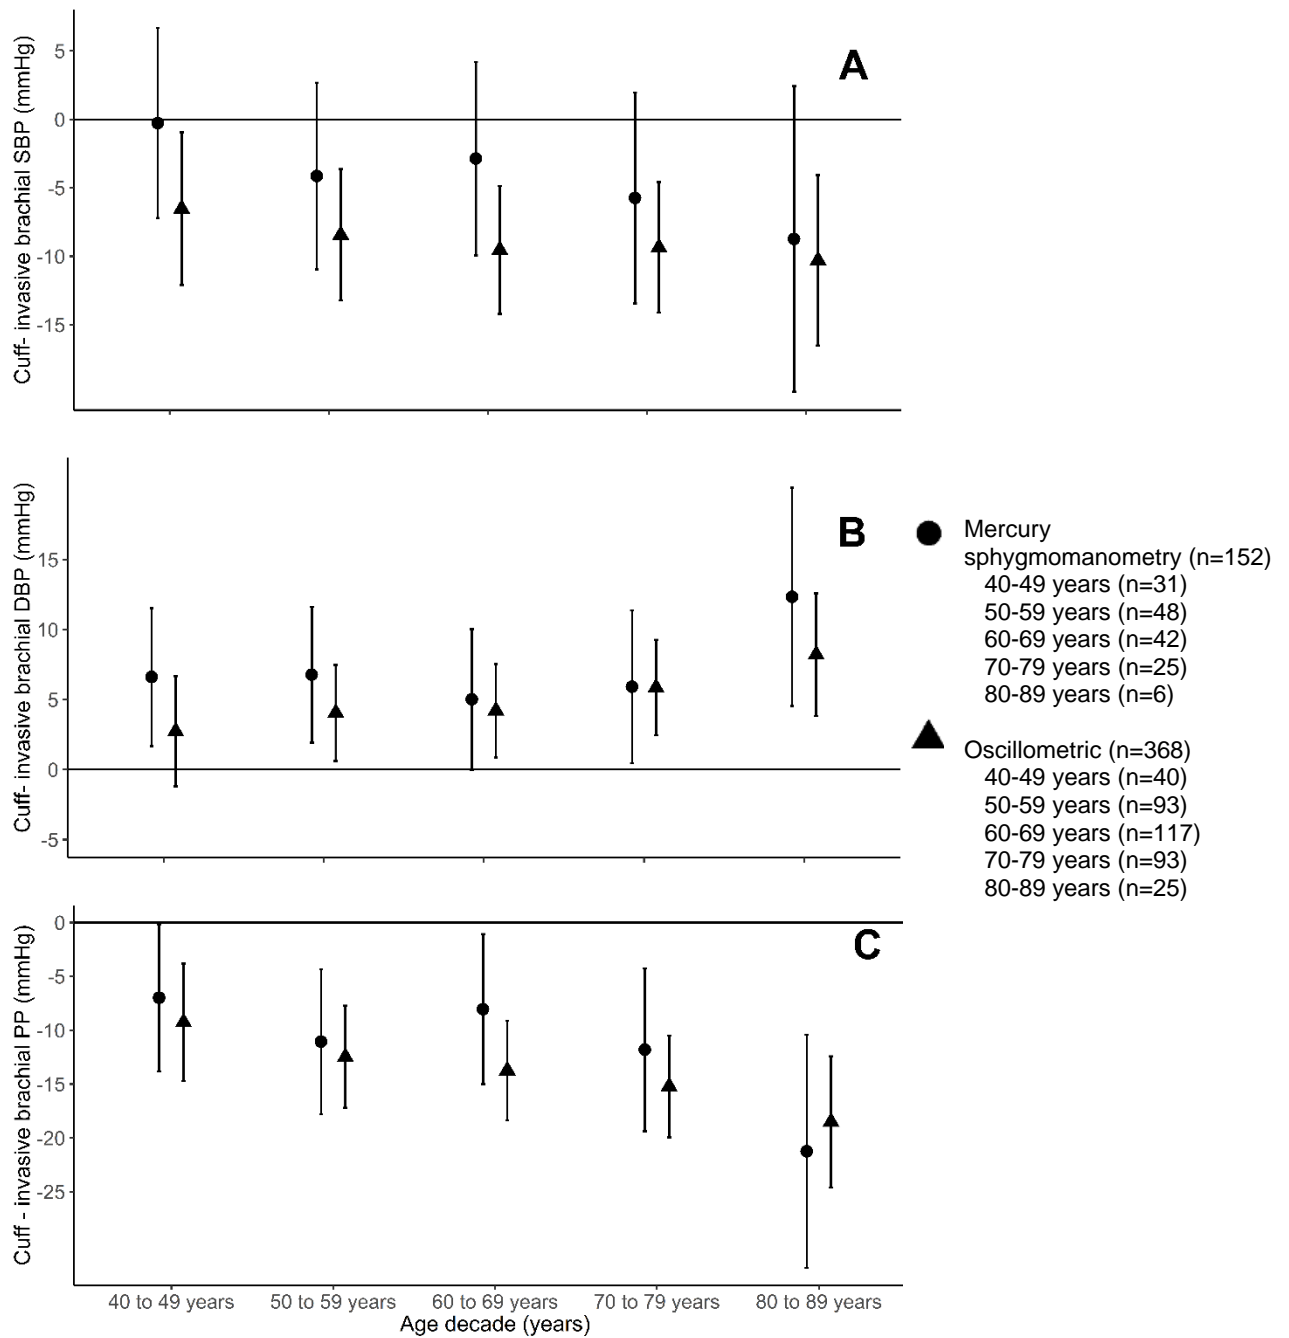 Cuff- invasive brachial SBP (mmHg)
5
0
-5
-10
-15
A
Cuff- invasive brachial DBP (mmHg)
15
10
5
0
-5
B
Mercury
sphygmomanometry (n=152)
40-49 years (n=31)
50-59 years (n=48)
60-69 years (n=42)
70-79 years (n=25)
80-89 years (n=6)
Oscillometric (n=368)
40-49 years (n=40)
50-59 years (n=93)
60-69 years (n=117)
70-79 years (n=93)
80-89 years (n=25)
Cuff - invasive brachial PP (mmHg)
0
-5
-10
-15
-20
-25
C
40 to 49 years 50 to 59 years 60 to 69 years 70 to 79 years 80 to 89 years
Age decade (years)